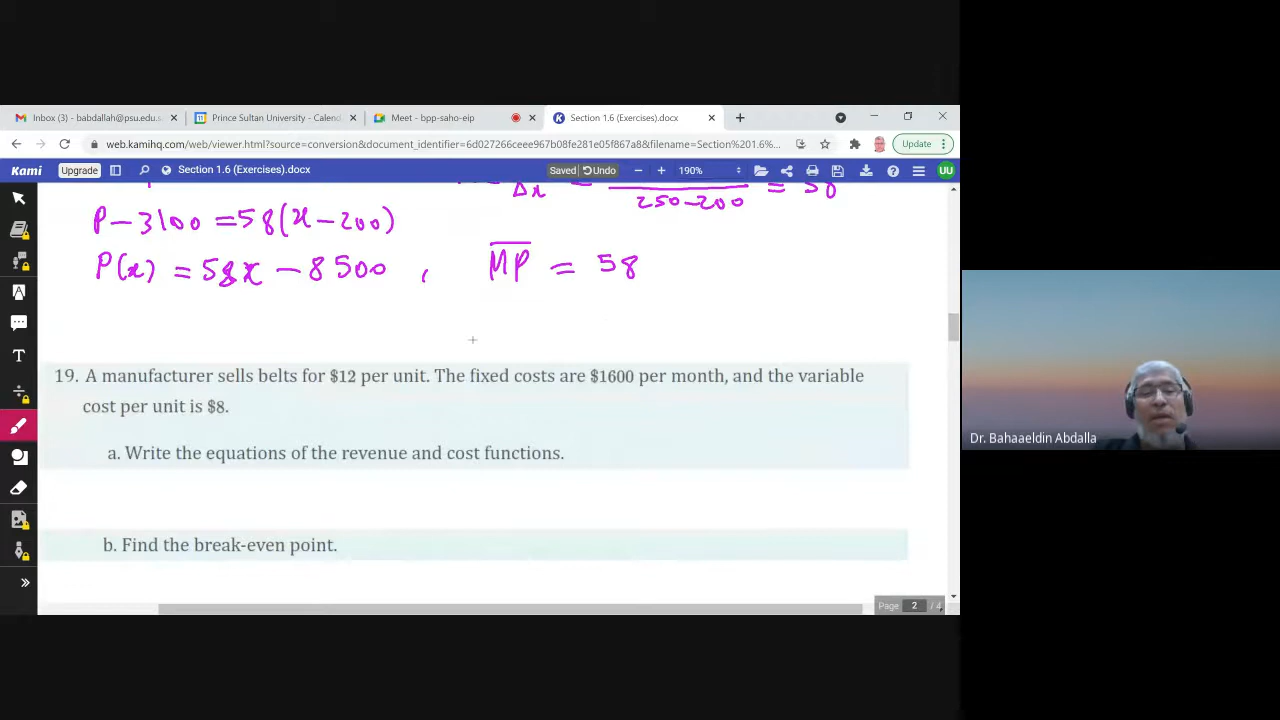 Inbox (3) - babdallah@psu.edu.s
Prince Sultan University - Calend
Meet - bpp-saho-eip
Section 1.6 (Exercises).docx
web.kamihq.com/web/viewer.html?source=conversion&document_identifier=6d027266ceee967b08fe281e05f867a8&filename=Section%201.6%...
Update
Kami
Upgrade
Section 1.6 (Exercises).docx
Saved
Undo
190%
UU
Δx = 250-200 = 58
P - 3100 = 58(x - 200)
P(x) = 58x - 8500 , MP = 58
19. A manufacturer sells belts for $12 per unit. The fixed costs are $1600 per month, and the variable
cost per unit is $8.
a. Write the equations of the revenue and cost functions.
b. Find the break-even point.
Page 2 / 4
Dr. Bahaaeldin Abdalla